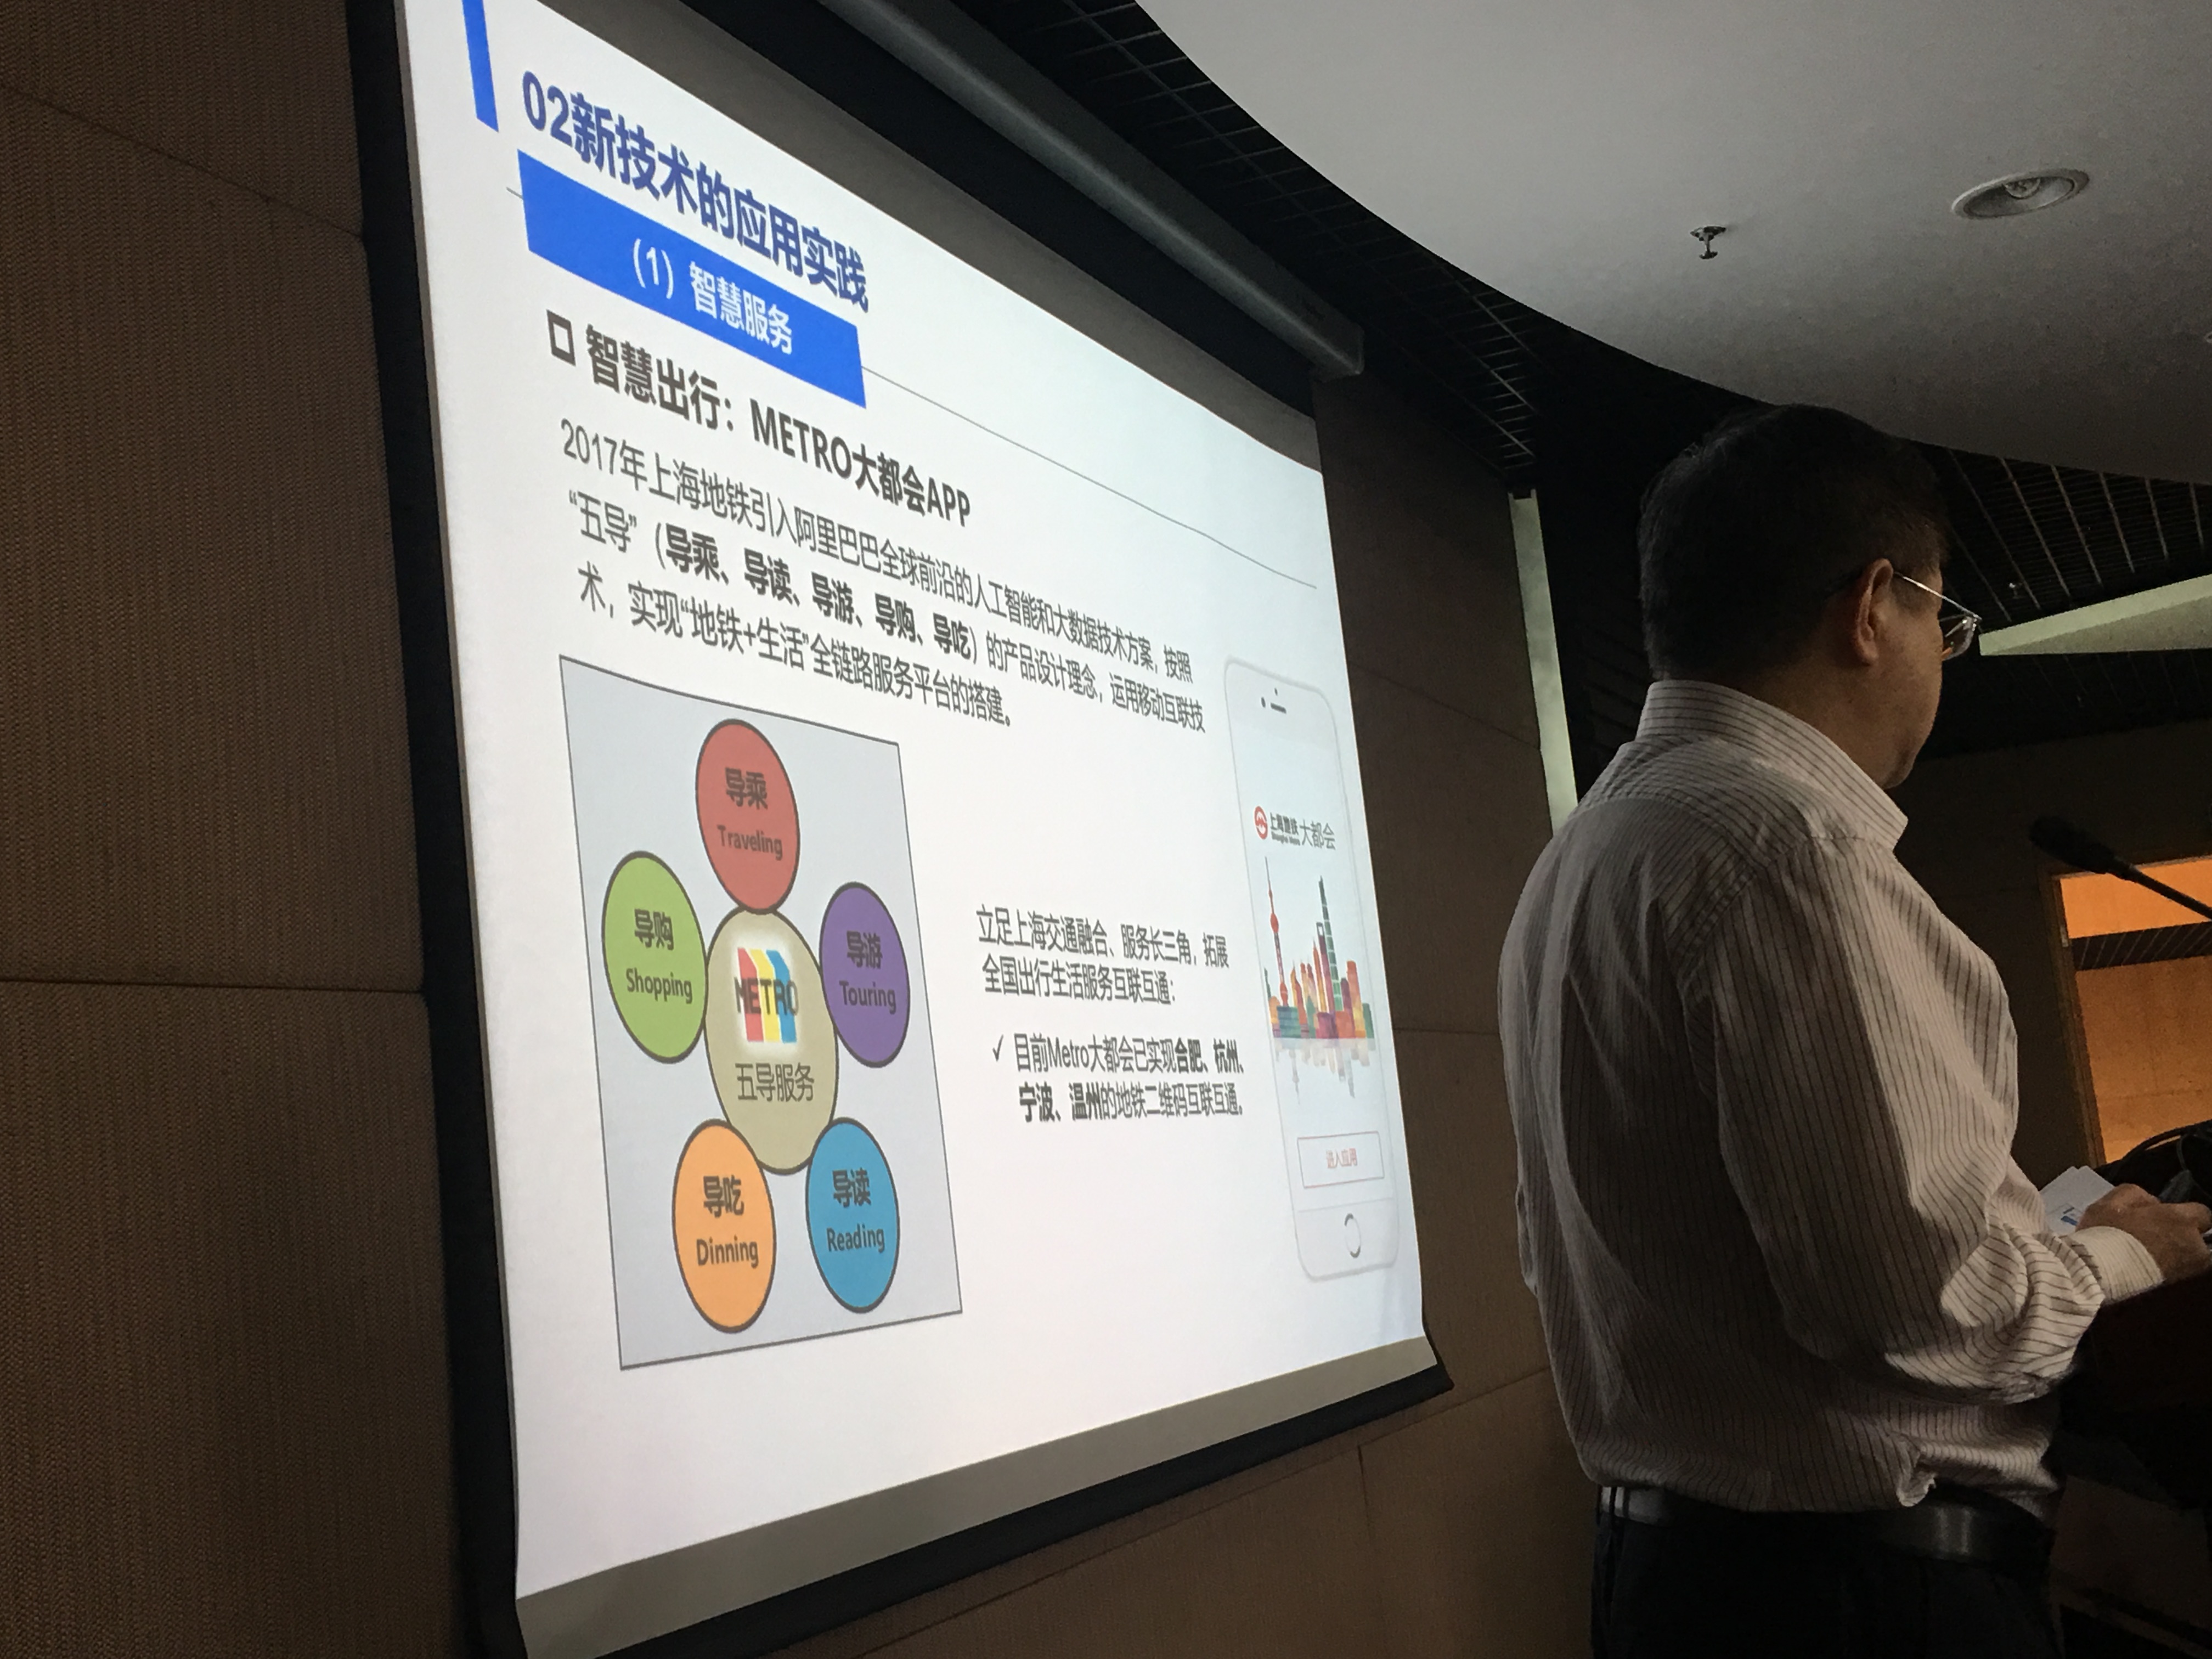 02新技术的应用实践
（1）智慧服务
智慧出行：METRO大都会APP
2017年上海地铁引入阿里巴巴全球前沿的人工智能和大数据技术方案，按照
“五导”（导乘、导读、导游、导购、导吃）的产品设计理念，运用移动互联技
术，实现“地铁+生活”全链路服务平台的搭建。
导乘
Traveling
导购
Shopping
导游
Touring
METRO
五导服务
导吃
Dinning
导读
Reading
立足上海交通融合、服务长三角，拓展
全国出行生活服务互联互通：
✓ 目前Metro大都会已实现合肥、杭州、
宁波、温州的地铁二维码互联互通。
上海地铁 大都会
Shanghai Metro
进入应用